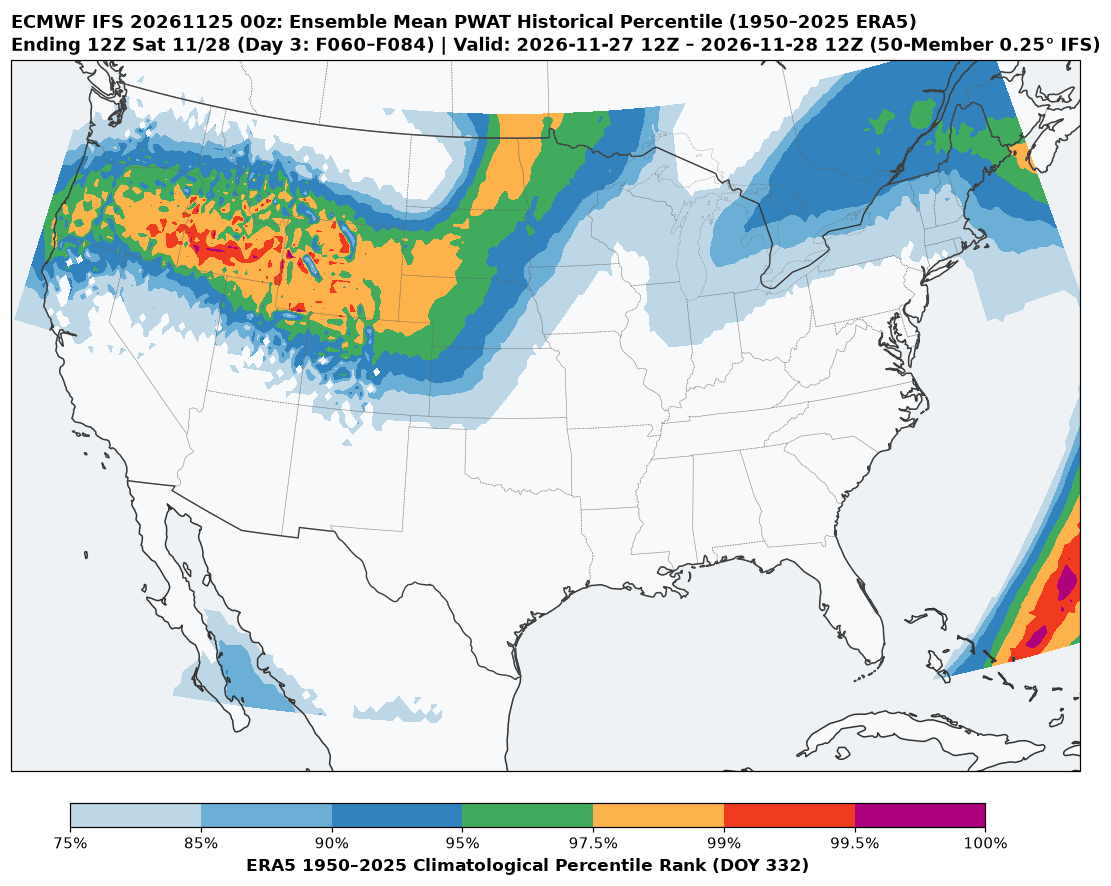 ECMWF IFS 20261125 00z: Ensemble Mean PWAT Historical Percentile (1950–2025 ERA5)
Ending 12Z Sat 11/28 (Day 3: F060–F084) | Valid: 2026-11-27 12Z – 2026-11-28 12Z (50-Member 0.25° IFS)
75% 85% 90% 95% 97.5% 99% 99.5% 100%
ERA5 1950–2025 Climatological Percentile Rank (DOY 332)